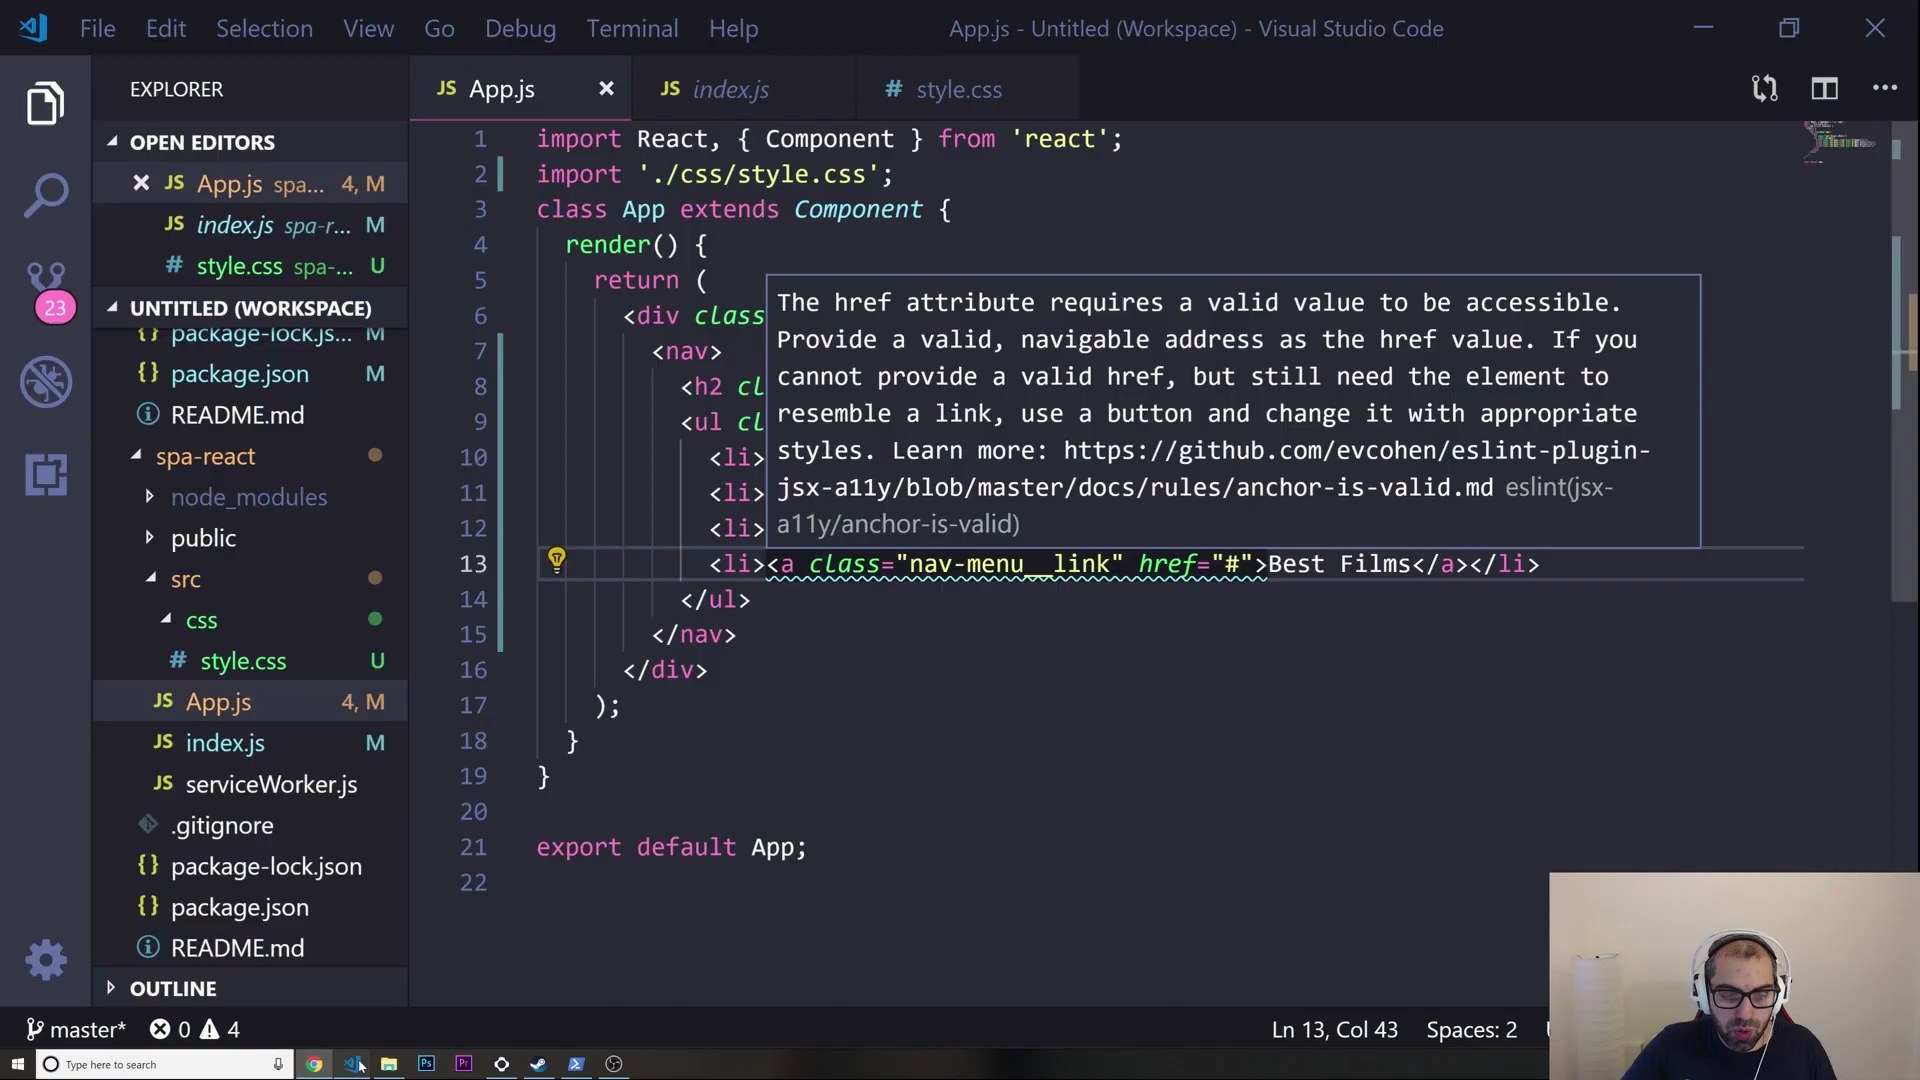 File Edit Selection View Go Debug Terminal Help
App.js - Untitled (Workspace) - Visual Studio Code
EXPLORER
OPEN EDITORS
JS App.js spa... 4, M
JS index.js spa-r... M
# style.css spa-... U
23
UNTITLED (WORKSPACE)
{} package-lock.js... M
{} package.json M
README.md
spa-react
node_modules
public
src
css
# style.css U
JS App.js 4, M
JS index.js M
JS serviceWorker.js
.gitignore
{} package-lock.json
{} package.json
README.md
OUTLINE
JS App.js
JS index.js
# style.css
1 import React, { Component } from 'react';
2 import './css/style.css';
3 class App extends Component {
4 render() {
5 return (
6 <div class
7 <nav>
8 <h2 cl
9 <ul cl
10 <li>
11 <li>
12 <li>
13 <li><a class="nav-menu__link" href="#">Best Films</a></li>
14 </ul>
15 </nav>
16 </div>
17 );
18 }
19 }
20
21 export default App;
22
The href attribute requires a valid value to be accessible.
Provide a valid, navigable address as the href value. If you
cannot provide a valid href, but still need the element to
resemble a link, use a button and change it with appropriate
styles. Learn more: https://github.com/evcohen/eslint-plugin-
jsx-a11y/blob/master/docs/rules/anchor-is-valid.md eslint(jsx-
a11y/anchor-is-valid)
master* 0 4
Ln 13, Col 43 Spaces: 2
Type here to search
Ps
Pr